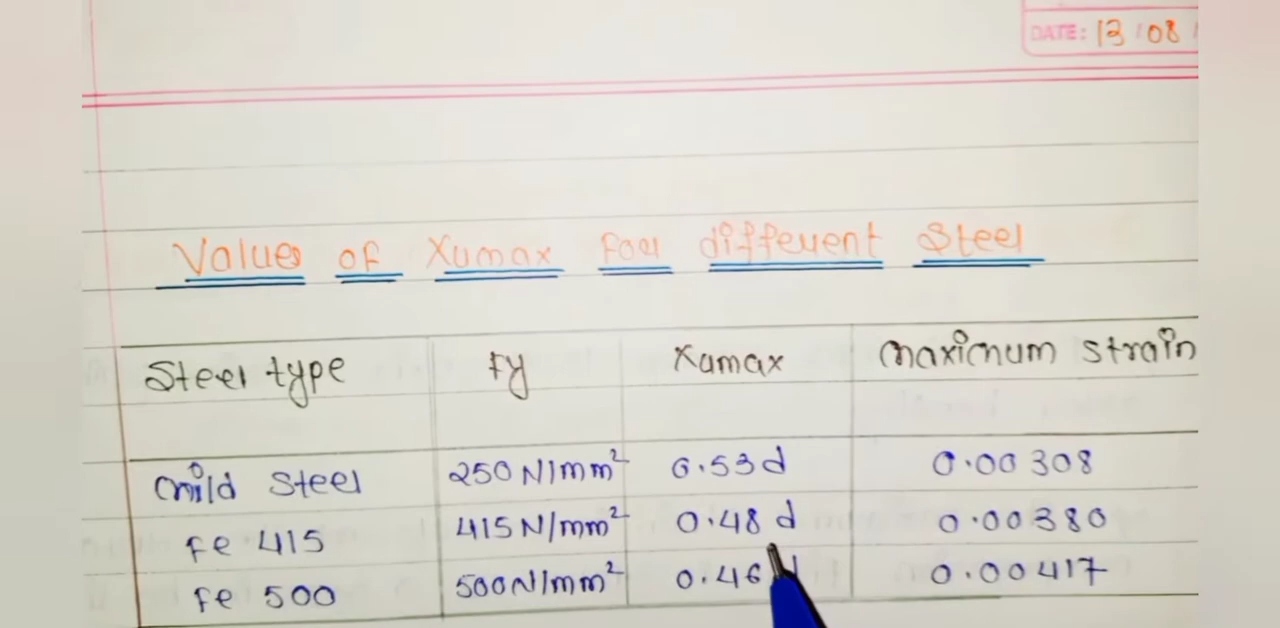 DATE: 13/08/
Values of Xumax for different Steel
Steel type fy Xumax maximum strain
mild Steel 250 N/mm² 0.53d 0.00308
fe 415 415 N/mm² 0.48 d 0.00380
fe 500 500 N/mm² 0.46 0.00417